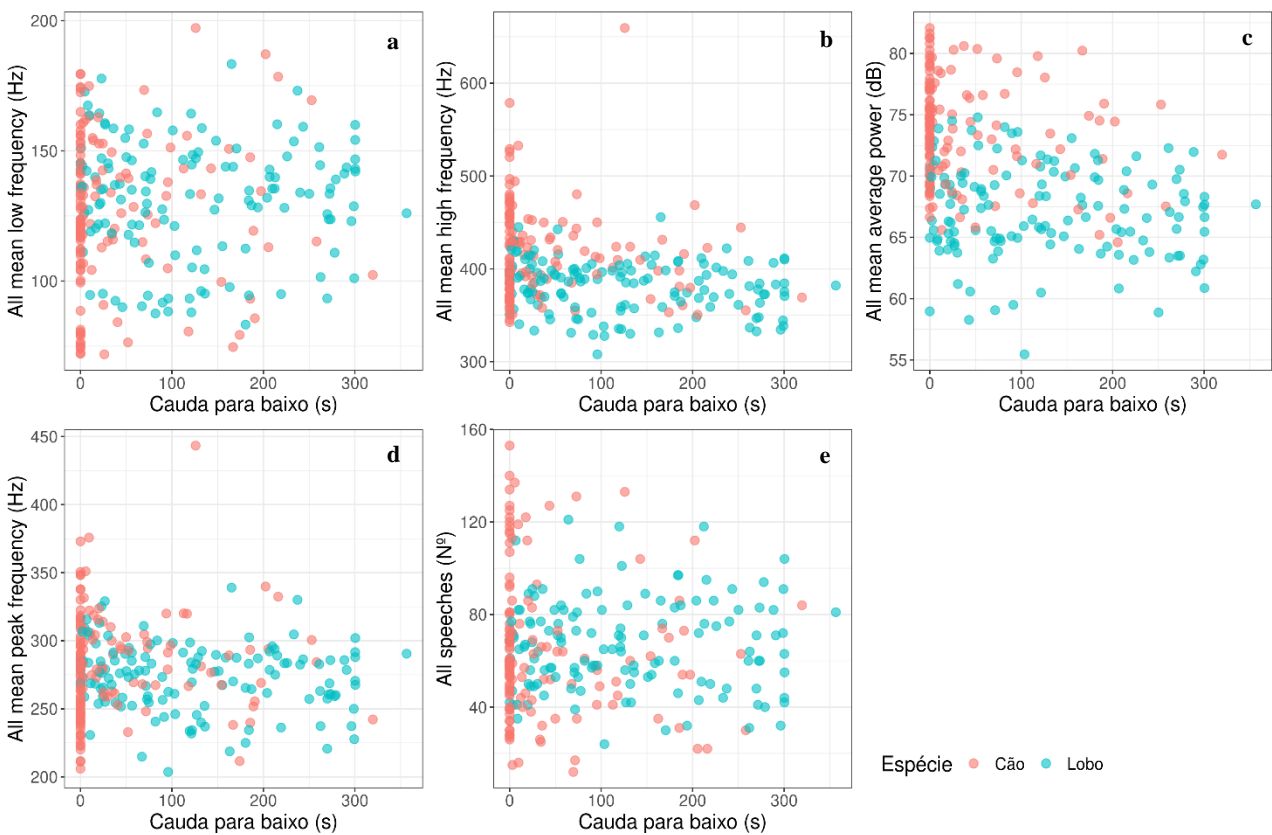 All mean low frequency (Hz)
200
150
100
a
0 100 200 300
Cauda para baixo (s)
All mean high frequency (Hz)
600
500
400
300
b
0 100 200 300
Cauda para baixo (s)
All mean average power (dB)
80
75
70
65
60
55
c
0 100 200 300
Cauda para baixo (s)
All mean peak frequency (Hz)
450
400
350
300
250
200
d
0 100 200 300
Cauda para baixo (s)
All speeches (Nº)
160
120
80
40
e
0 100 200 300
Cauda para baixo (s)
Espécie Cão Lobo